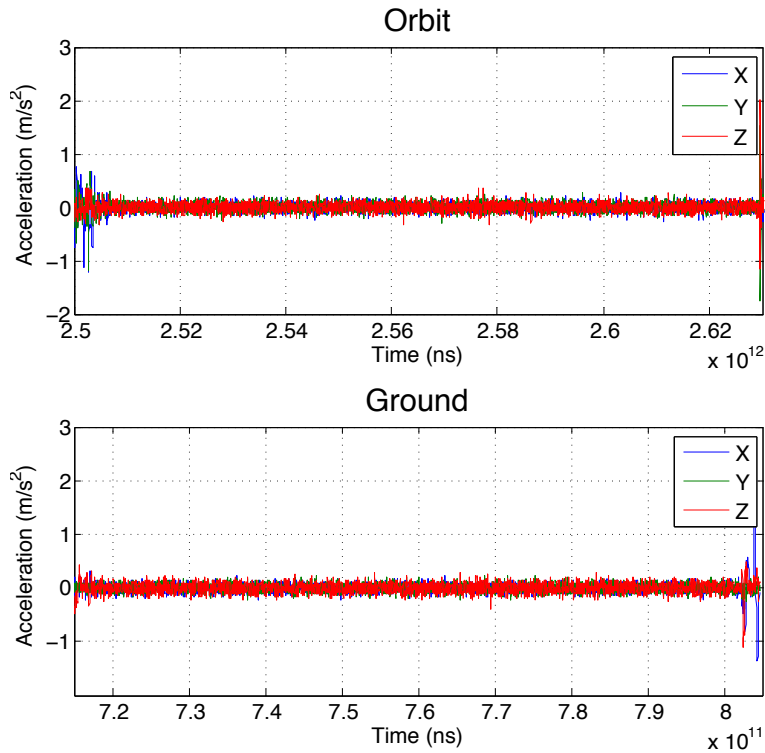 Orbit
3
2
1
0
−1
−2
Acceleration (m/s²)
X
Y
Z
2.5 2.52 2.54 2.56 2.58 2.6 2.62
Time (ns)
x 10¹²
Ground
3
2
1
0
−1
Acceleration (m/s²)
X
Y
Z
7.2 7.3 7.4 7.5 7.6 7.7 7.8 7.9 8
Time (ns)
x 10¹¹